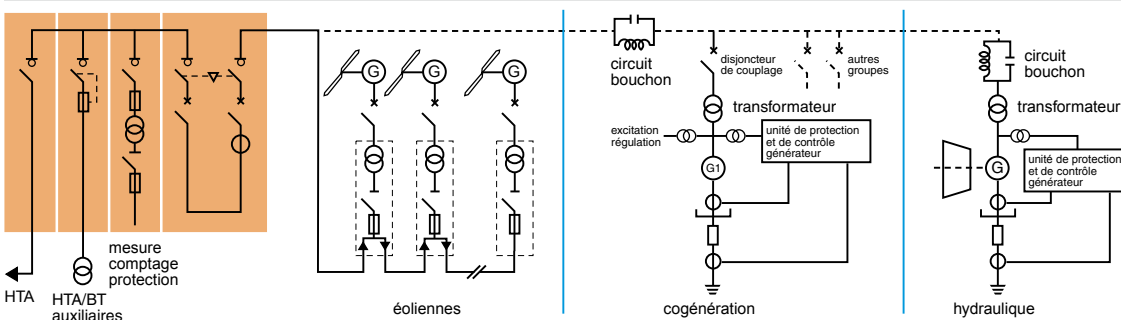 HTA
HTA/BT
auxiliaires
mesure
comptage
protection
G
G
G
éoliennes
circuit
bouchon
disjoncteur
de couplage
autres
groupes
transformateur
excitation
régulation
unité de protection
et de contrôle
générateur
G1
cogénération
circuit
bouchon
transformateur
G
unité de protection
et de contrôle
générateur
hydraulique